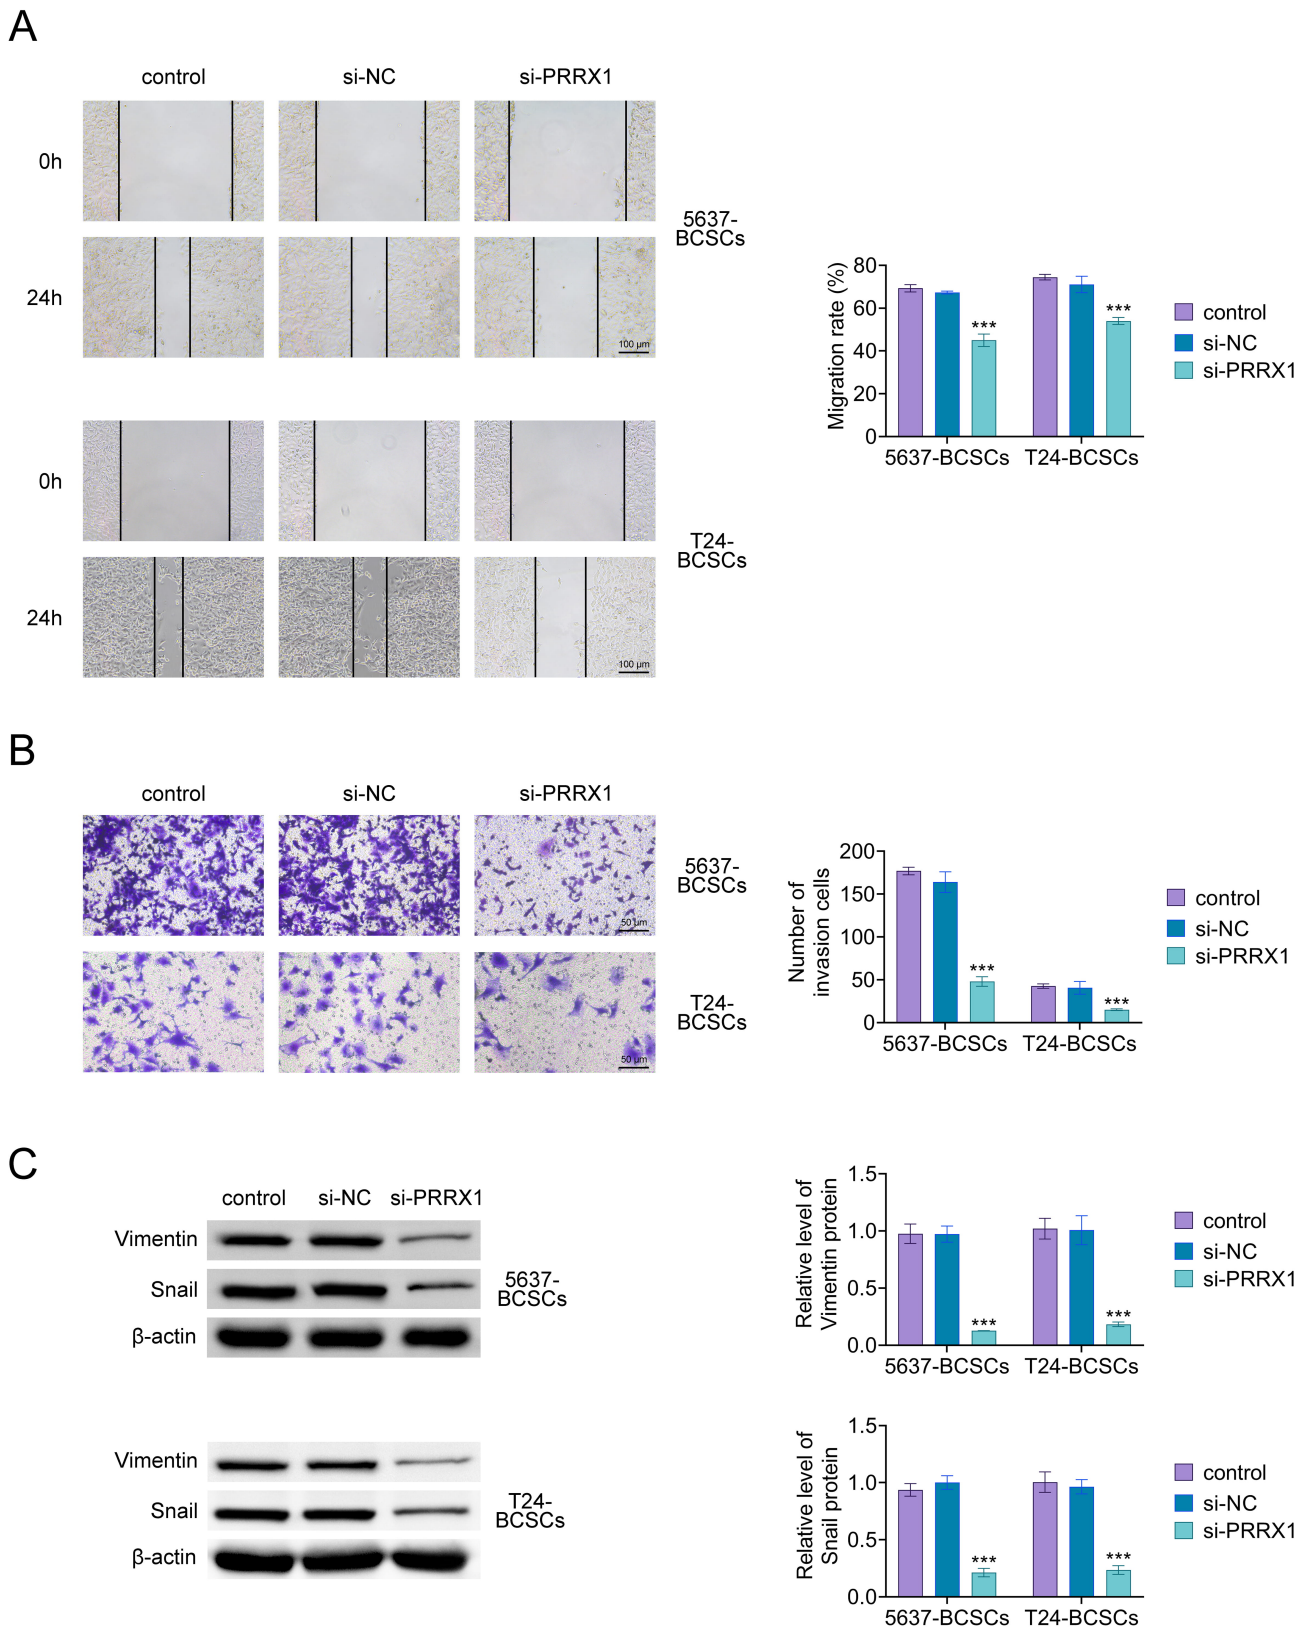 A
control si-NC si-PRRX1
0h
5637-
BCSCs
24h
100 µm
0h
T24-
BCSCs
24h
100 µm
Migration rate (%)
80
60
40
20
0
*** ***
5637-BCSCs T24-BCSCs
control
si-NC
si-PRRX1
B
control si-NC si-PRRX1
5637-
BCSCs
50 µm
T24-
BCSCs
50 µm
Number of
invasion cells
200
150
100
50
0
*** ***
5637-BCSCs T24-BCSCs
control
si-NC
si-PRRX1
C
control si-NC si-PRRX1
Vimentin
Snail
β-actin
5637-
BCSCs
Vimentin
Snail
β-actin
T24-
BCSCs
Relative level of
Vimentin protein
1.5
1.0
0.5
0.0
*** ***
5637-BCSCs T24-BCSCs
control
si-NC
si-PRRX1
Relative level of
Snail protein
1.5
1.0
0.5
0.0
*** ***
5637-BCSCs T24-BCSCs
control
si-NC
si-PRRX1